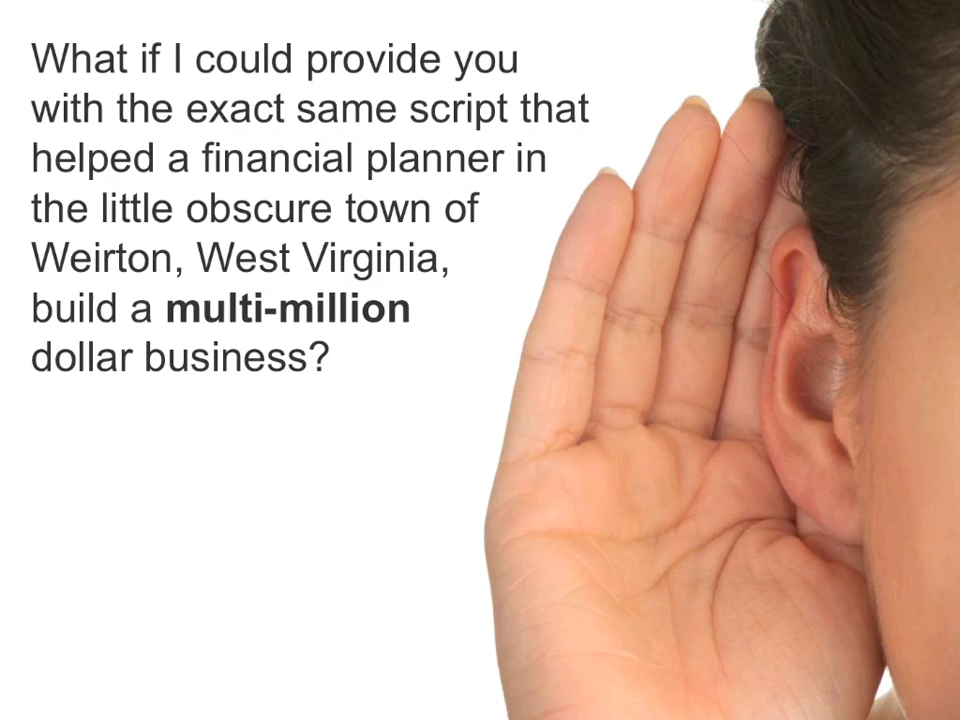 What if I could provide you
with the exact same script that
helped a financial planner in
the little obscure town of
Weirton, West Virginia,
build a multi-million
dollar business?